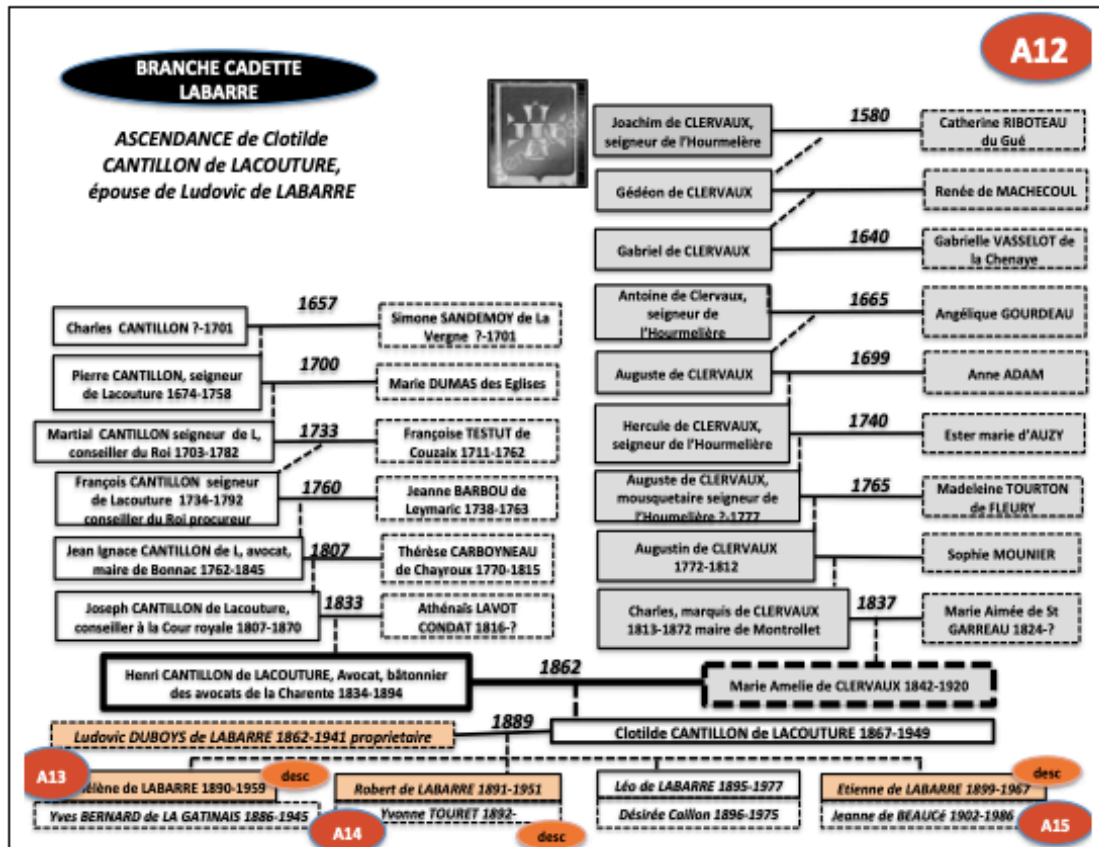 A12
BRANCHE CADETTE
LABARRE
ASCENDANCE de Clotilde
CANTILLON de LACOUTURE,
épouse de Ludovic de LABARRE
Joachim de CLERVAUX,
seigneur de l'Hourmelère
1580
Catherine RIBOTEAU
du Gué
Gédéon de CLERVAUX
Renée de MACHECOUL
Gabriel de CLERVAUX
1640
Gabrielle VASSELOT de
la Chenaye
Antoine de Clervaux,
seigneur de
l'Hourmelière
1665
Angélique GOURDEAU
Auguste de CLERVAUX
1699
Anne ADAM
Hercule de CLERVAUX,
seigneur de l'Hourmelière
1740
Ester marie d'AUZY
Auguste de CLERVAUX,
mousquetaire seigneur de
l'Houmelière ?-1777
1765
Madeleine TOURTON
de FLEURY
Augustin de CLERVAUX
1772-1812
Sophie MOUNIER
Charles, marquis de CLERVAUX
1813-1872 maire de Montrollet
1837
Marie Aimée de St
GARREAU 1824-?
Charles CANTILLON ?-1701
1657
Simone SANDEMOY de La
Vergne ?-1701
Pierre CANTILLON, seigneur
de Lacouture 1674-1758
1700
Marie DUMAS des Eglises
Martial CANTILLON seigneur de L,
conseiller du Roi 1703-1782
1733
Françoise TESTUT de
Couzaix 1711-1762
François CANTILLON seigneur
de Lacouture 1734-1792
conseiller du Roi procureur
1760
Jeanne BARBOU de
Leymaric 1738-1763
Jean Ignace CANTILLON de L, avocat,
maire de Bonnac 1762-1845
1807
Thérèse CARBOYNEAU
de Chayroux 1770-1815
Joseph CANTILLON de Lacouture,
conseiller à la Cour royale 1807-1870
1833
Athénaïs LAVOT
CONDAT 1816-?
Henri CANTILLON de LACOUTURE, Avocat, bâtonnier
des avocats de la Charente 1834-1894
1862
Marie Amelie de CLERVAUX 1842-1920
Ludovic DUBOYS de LABARRE 1862-1941 proprietaire
1889
Clotilde CANTILLON de LACOUTURE 1867-1949
A13
desc
élène de LABARRE 1890-1959
Yves BERNARD de LA GATINAIS 1886-1945
Robert de LABARRE 1891-1951
Yvonne TOURET 1892-
A14
desc
Léo de LABARRE 1895-1977
Désirée Caillon 1896-1975
desc
Etienne de LABARRE 1899-1967
Jeanne de BEAUCé 1902-1986
A15